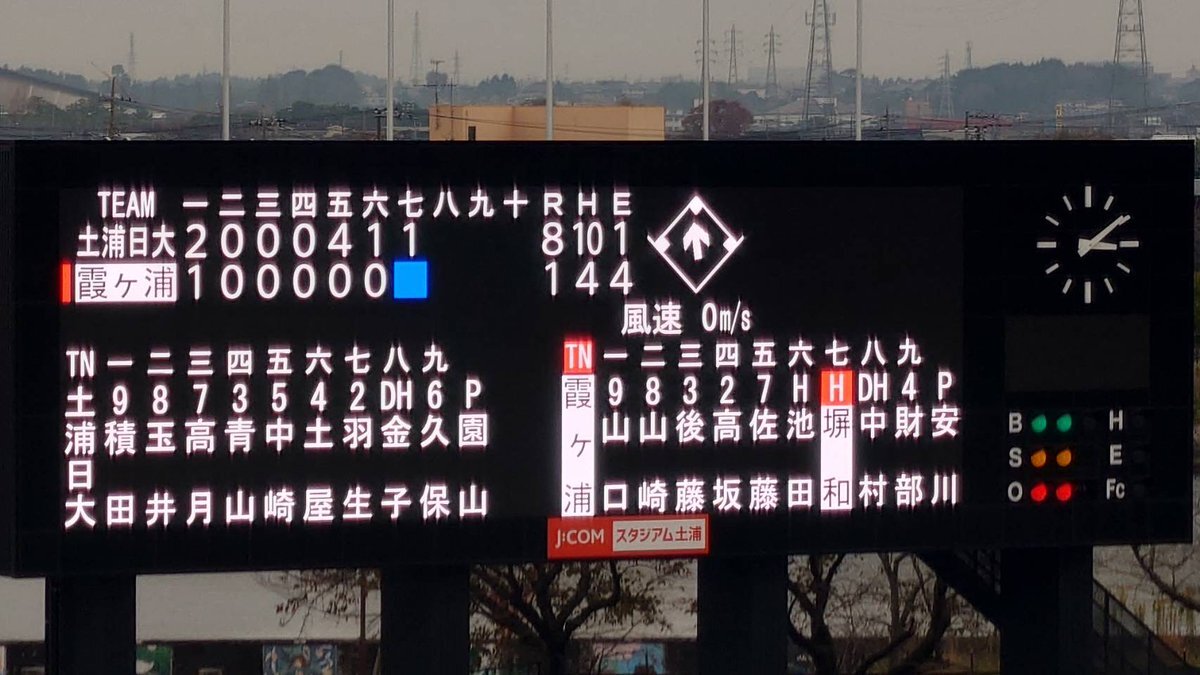 TEAM 一 二 三 四 五 六 七 八 九 十 R H E
土浦日大 2 0 0 0 4 1 1 8 10 1
霞ヶ浦 1 0 0 0 0 0 1 4 4
風速 0m/s
TN 一 二 三 四 五 六 七 八 九
土浦日大 9 8 7 3 5 4 2 DH 6 P
積田 玉井 高月 青山 中崎 土屋 羽生 金子 久保 園山
TN 一 二 三 四 五 六 七 八 九
霞ヶ浦 9 8 3 2 7 H H DH 4 P
山口 山崎 後藤 高坂 佐藤 池田 塀和 中村 財部 安川
B H
S E
O Fc
J:COM スタジアム土浦